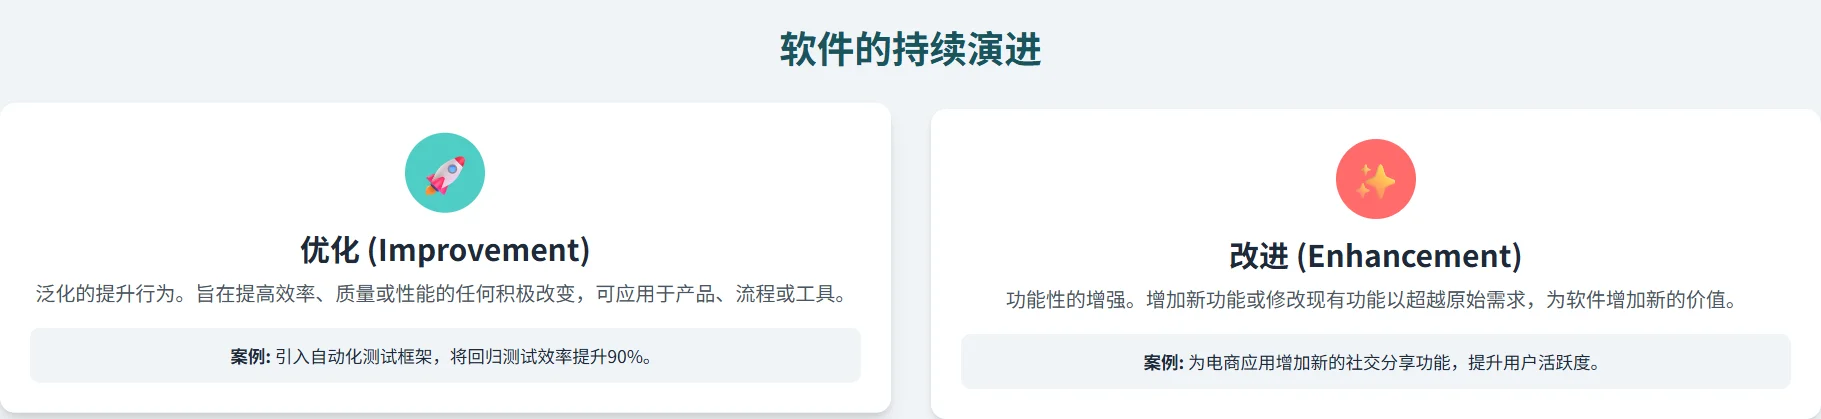 软件的持续演进
优化 (Improvement)
泛化的提升行为。旨在提高效率、质量或性能的任何积极改变，可应用于产品、流程或工具。
案例: 引入自动化测试框架，将回归测试效率提升90%。
改进 (Enhancement)
功能性的增强。增加新功能或修改现有功能以超越原始需求，为软件增加新的价值。
案例: 为电商应用增加新的社交分享功能，提升用户活跃度。